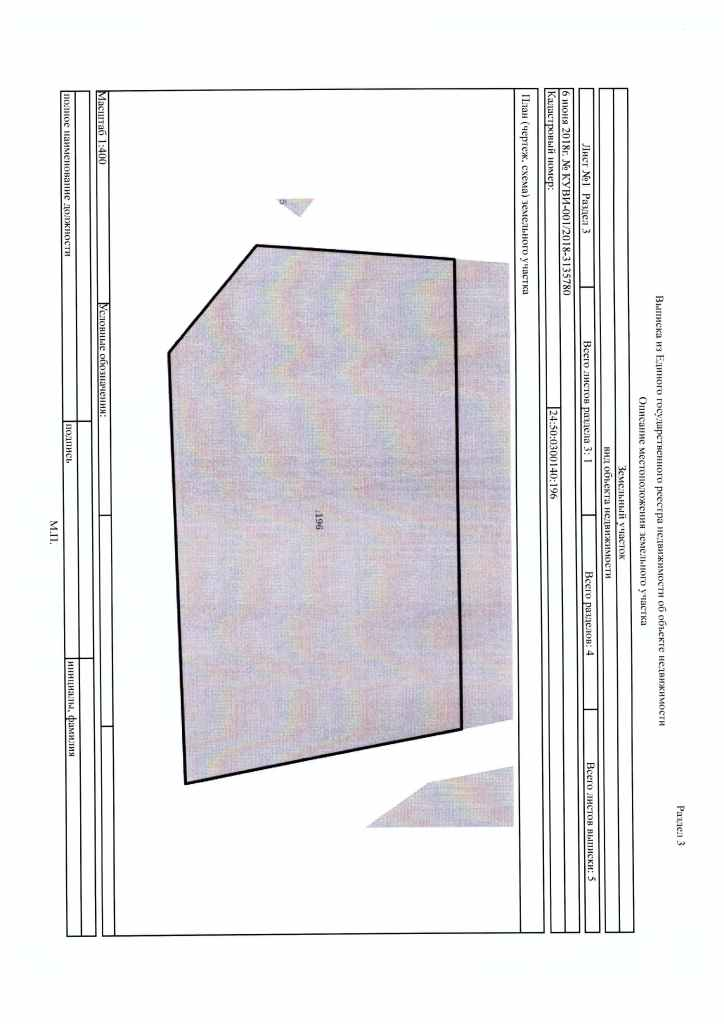 Раздел 3
Выписка из Единого государственного реестра недвижимости об объекте недвижимости
Описание местоположения земельного участка
Земельный участок
вид объекта недвижимости
Лист №1 Раздел 3 Всего листов раздела 3: 1 Всего разделов: 4 Всего листов выписки: 5
6 июня 2018г. № КУВИ-001/2018-3135780
Кадастровый номер: 24:50:0300140:196
План (чертеж, схема) земельного участка
:196
Масштаб 1:400 Условные обозначения:
полное наименование должности подпись инициалы, фамилия
М.П.